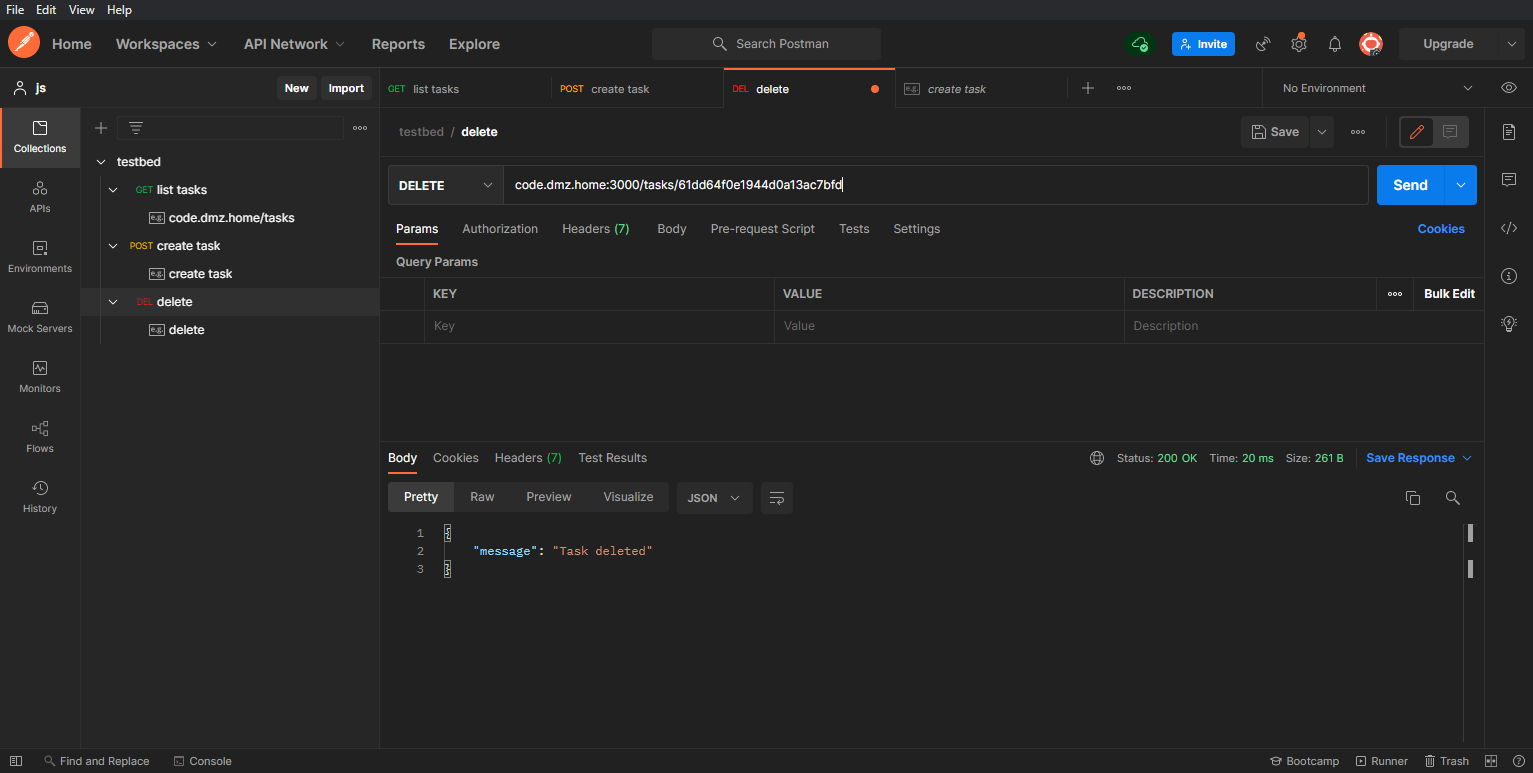 File Edit View Help
Home Workspaces API Network Reports Explore Search Postman Invite Upgrade
js New Import GET list tasks POST create task DEL delete e.g. create task No Environment
Collections
APIs
Environments
Mock Servers
Monitors
Flows
History
testbed
GET list tasks
e.g. code.dmz.home/tasks
POST create task
e.g. create task
DEL delete
e.g. delete
testbed / delete Save
DELETE code.dmz.home:3000/tasks/61dd64f0e1944d0a13ac7bfd Send
Params Authorization Headers (7) Body Pre-request Script Tests Settings Cookies
Query Params
KEY VALUE DESCRIPTION Bulk Edit
Key Value Description
Body Cookies Headers (7) Test Results Status: 200 OK Time: 20 ms Size: 261 B Save Response
Pretty Raw Preview Visualize JSON
1 {
2 "message": "Task deleted"
3 }
Find and Replace Console Bootcamp Runner Trash